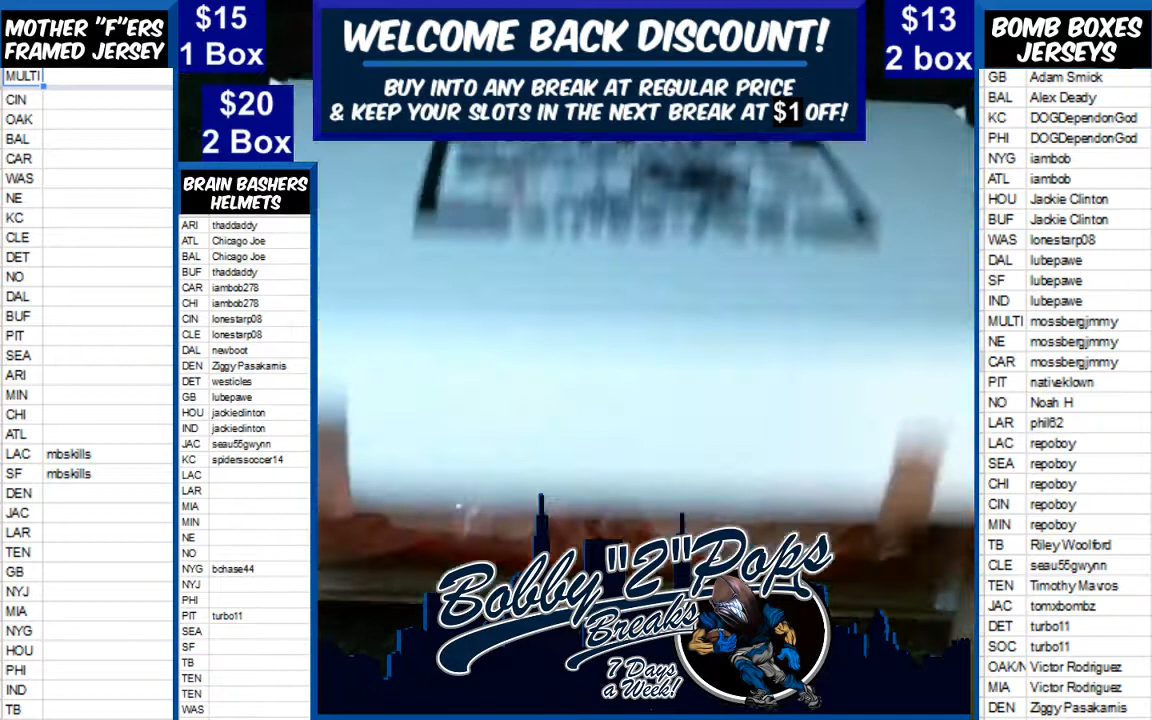 MOTHER "F"ERS
FRAMED JERSEY
MULTI
CIN
OAK
BAL
CAR
WAS
NE
KC
CLE
DET
NO
DAL
BUF
PIT
SEA
ARI
MIN
CHI
ATL
LAC mbskills
SF mbskills
DEN
JAC
LAR
TEN
GB
NYJ
MIA
NYG
HOU
PHI
IND
TB
$15
1 Box
$20
2 Box
BRAIN BASHERS
HELMETS
ARI thaddaddy
ATL Chicago Joe
BAL Chicago Joe
BUF thaddaddy
CAR iambob278
CHI iambob278
CIN lonestarp08
CLE lonestarp08
DAL newboot
DEN Ziggy Pasakarnis
DET westicles
GB lubepawe
HOU jackieclinton
IND jackieclinton
JAC seau55gwynn
KC spiderssoccer14
LAC
LAR
MIA
MIN
NE
NO
NYG bchase44
NYJ
PHI
PIT turbo11
SEA
SF
TB
TEN
TEN
WAS
WELCOME BACK DISCOUNT!
BUY INTO ANY BREAK AT REGULAR PRICE
& KEEP YOUR SLOTS IN THE NEXT BREAK AT $1 OFF!
Bobby "2" Pops
Breaks
7 Days
a Week!
$13
2 box
BOMB BOXES
JERSEYS
GB Adam Smick
BAL Alex Deady
KC DOGDependonGod
PHI DOGDependonGod
NYG iambob
ATL iambob
HOU Jackie Clinton
BUF Jackie Clinton
WAS lonestarp08
DAL lubepawe
SF lubepawe
IND lubepawe
MULTI mossbergjmmy
NE mossbergjmmy
CAR mossbergjmmy
PIT nativeklown
NO Noah H
LAR phil62
LAC repoboy
SEA repoboy
CHI repoboy
CIN repoboy
MIN repoboy
TB Riley Woolford
CLE seau55gwynn
TEN Timothy Mavros
JAC tomxbombz
DET turbo11
SOC turbo11
OAK/N Victor Rodriguez
MIA Victor Rodriguez
DEN Ziggy Pasakarnis